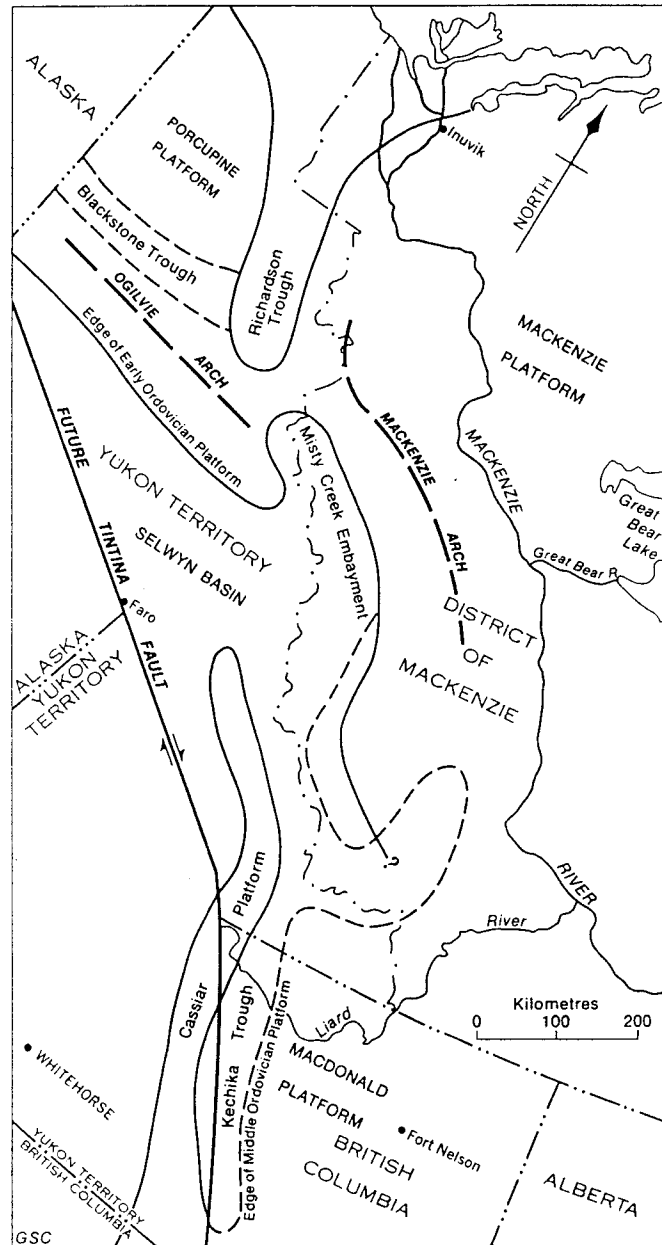 ALASKA
PORCUPINE
PLATFORM
Inuvik
NORTH
Blackstone Trough
Richardson
Trough
OGILVIE
ARCH
Edge of Early Ordovician Platform
MACKENZIE
PLATFORM
MACKENZIE
ARCH
MACKENZIE
Misty Creek Embayment
FUTURE
TINTINA
FAULT
YUKON TERRITORY
SELWYN BASIN
Great
Bear
Lake
Great Bear R.
Faro
DISTRICT
OF
MACKENZIE
ALASKA
YUKON
TERRITORY
?
RIVER
River
Liard
Platform
Cassiar
Kechika
Trough
Edge of Middle Ordovician Platform
Kilometres
0 100 200
WHITEHORSE
MACDONALD
PLATFORM
Fort Nelson
BRITISH
COLUMBIA
ALBERTA
YUKON TERRITORY
BRITISH COLUMBIA
GSC